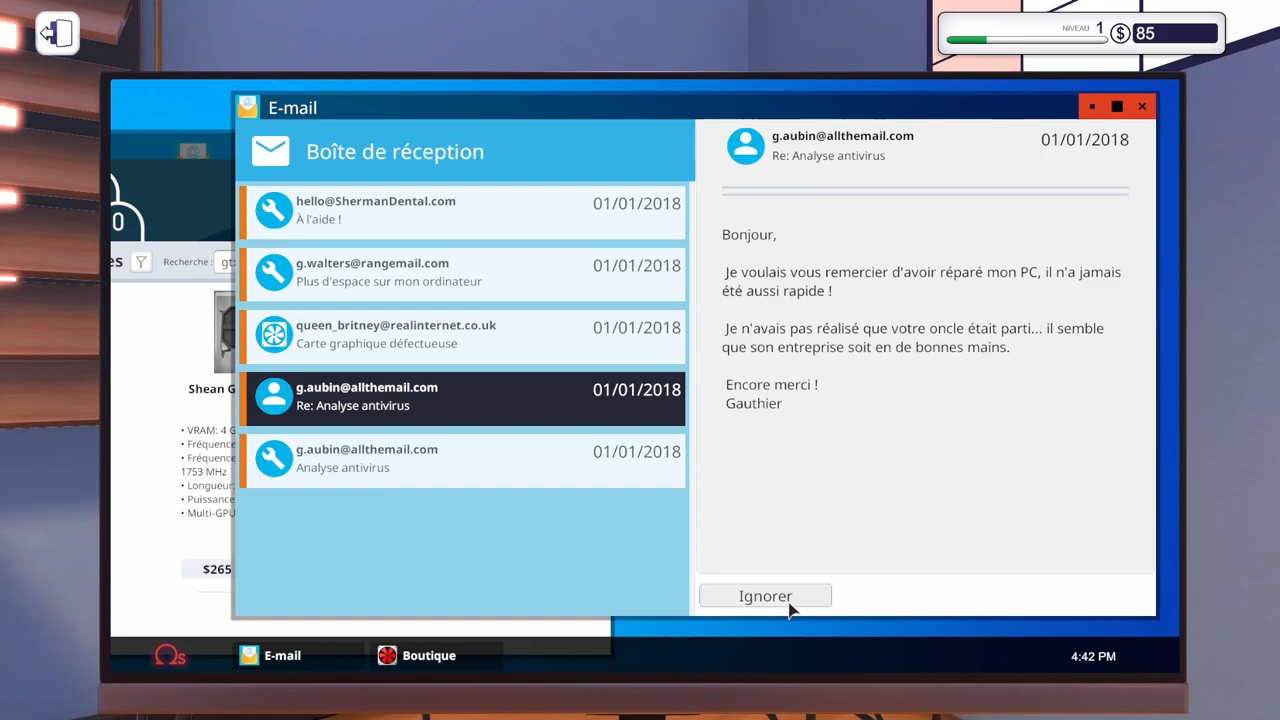 NIVEAU 1 $ 85
E-mail
Boîte de réception
hello@ShermanDental.com 01/01/2018
À l'aide !
g.walters@rangemail.com 01/01/2018
Plus d'espace sur mon ordinateur
queen_britney@realinternet.co.uk 01/01/2018
Carte graphique défectueuse
g.aubin@allthemail.com 01/01/2018
Re: Analyse antivirus
g.aubin@allthemail.com 01/01/2018
Analyse antivirus
g.aubin@allthemail.com 01/01/2018
Re: Analyse antivirus
Bonjour,
Je voulais vous remercier d'avoir réparé mon PC, il n'a jamais
été aussi rapide !
Je n'avais pas réalisé que votre oncle était parti... il semble
que son entreprise soit en de bonnes mains.
Encore merci !
Gauthier
Ignorer
0
es Recherche : gt
Shean G
• VRAM: 4 G
• Fréquence
• Fréquence
1753 MHz
• Longueur:
• Puissance
• Multi-GPU
$265
Ωs E-mail Boutique 4:42 PM